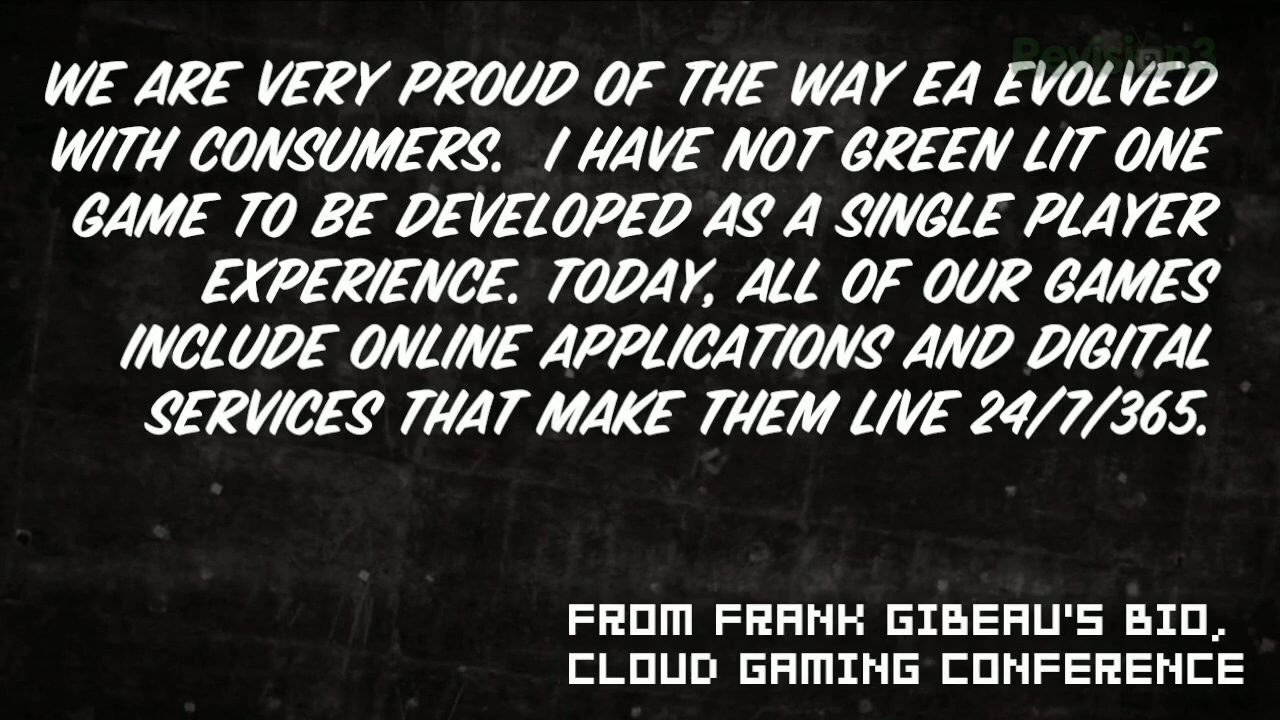 Revision3
WE ARE VERY PROUD OF THE WAY EA EVOLVED
WITH CONSUMERS. I HAVE NOT GREEN LIT ONE
GAME TO BE DEVELOPED AS A SINGLE PLAYER
EXPERIENCE. TODAY, ALL OF OUR GAMES
INCLUDE ONLINE APPLICATIONS AND DIGITAL
SERVICES THAT MAKE THEM LIVE 24/7/365.
FROM FRANK GIBEAU'S BIO,
CLOUD GAMING CONFERENCE